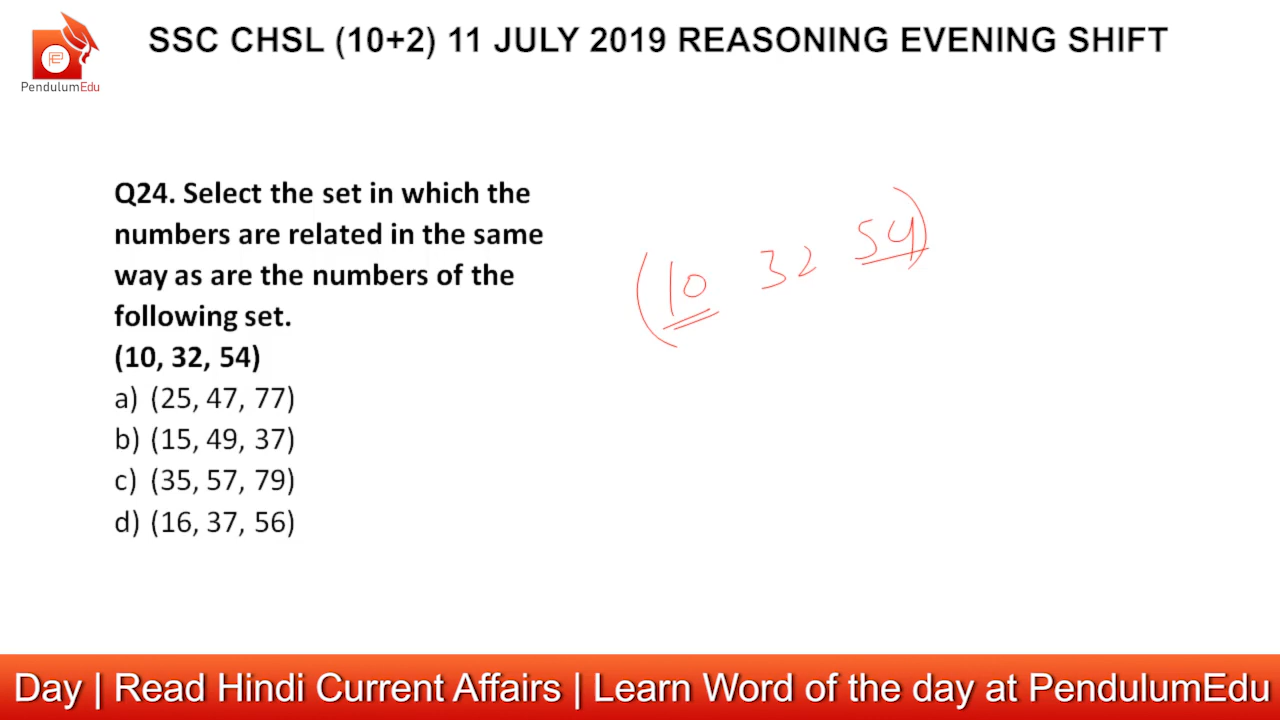 SSC CHSL (10+2) 11 JULY 2019 REASONING EVENING SHIFT
PendulumEdu
Q24. Select the set in which the
numbers are related in the same
way as are the numbers of the
following set.
(10, 32, 54)
a) (25, 47, 77)
b) (15, 49, 37)
c) (35, 57, 79)
d) (16, 37, 56)
(10 32 54)
Day | Read Hindi Current Affairs | Learn Word of the day at PendulumEdu